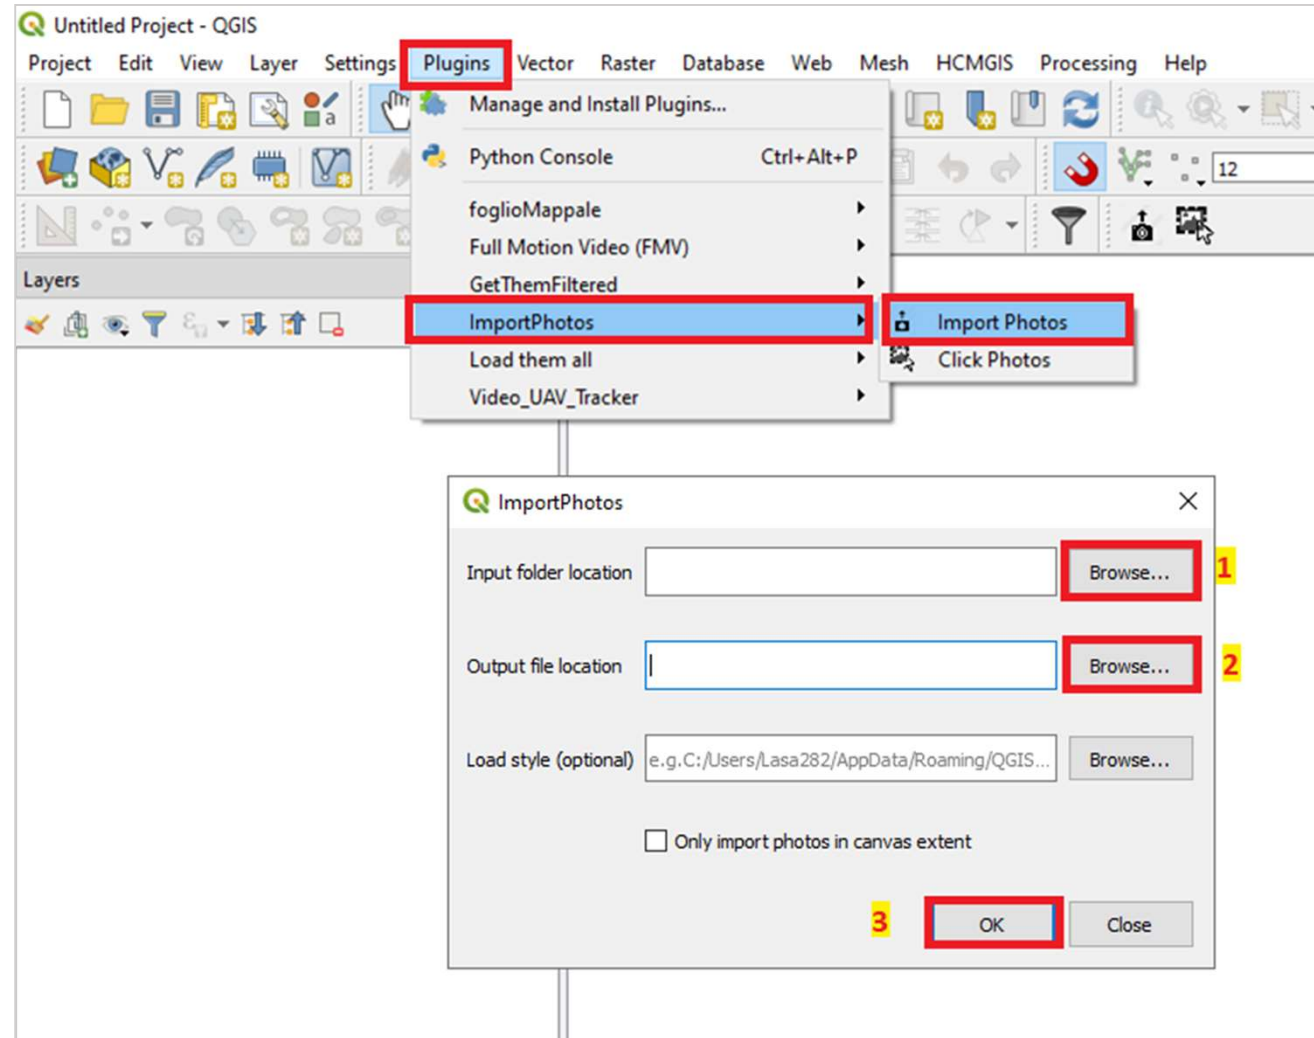 Untitled Project - QGIS
Project Edit View Layer Settings Plugins Vector Raster Database Web Mesh HCMGIS Processing Help
Manage and Install Plugins...
Python Console Ctrl+Alt+P
12
foglioMappale
Full Motion Video (FMV)
Layers
GetThemFiltered
ImportPhotos
Import Photos
Load them all
Click Photos
Video_UAV_Tracker
ImportPhotos
Input folder location Browse... 1
Output file location Browse... 2
Load style (optional) e.g.C:/Users/Lasa282/AppData/Roaming/QGIS... Browse...
Only import photos in canvas extent
3 OK Close